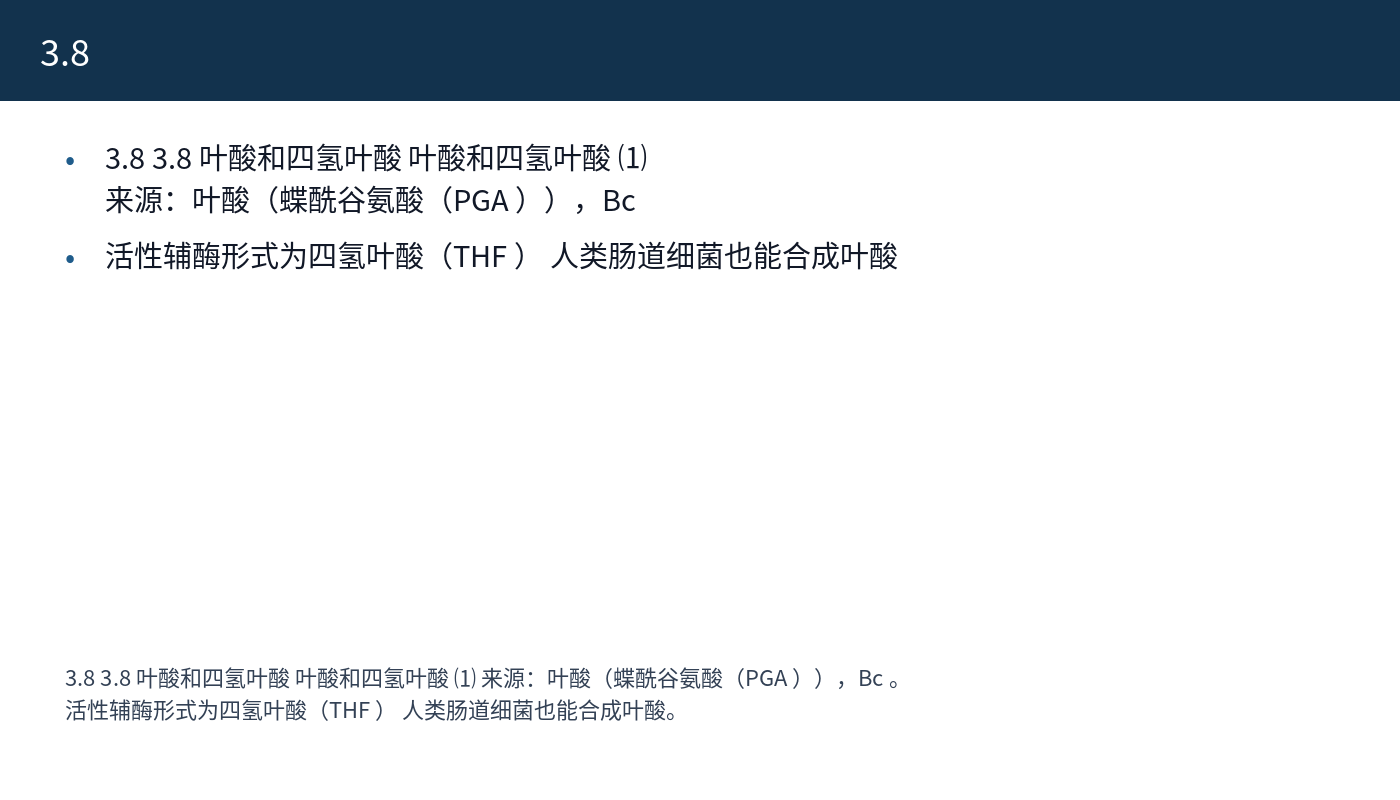 3.8
• 3.8 3.8 叶酸和四氢叶酸 叶酸和四氢叶酸 ⑴
来源：叶酸（蝶酰谷氨酸（PGA ）），Bc
• 活性辅酶形式为四氢叶酸（THF ） 人类肠道细菌也能合成叶酸
3.8 3.8 叶酸和四氢叶酸 叶酸和四氢叶酸 ⑴ 来源：叶酸（蝶酰谷氨酸（PGA ）），Bc 。
活性辅酶形式为四氢叶酸（THF ） 人类肠道细菌也能合成叶酸。